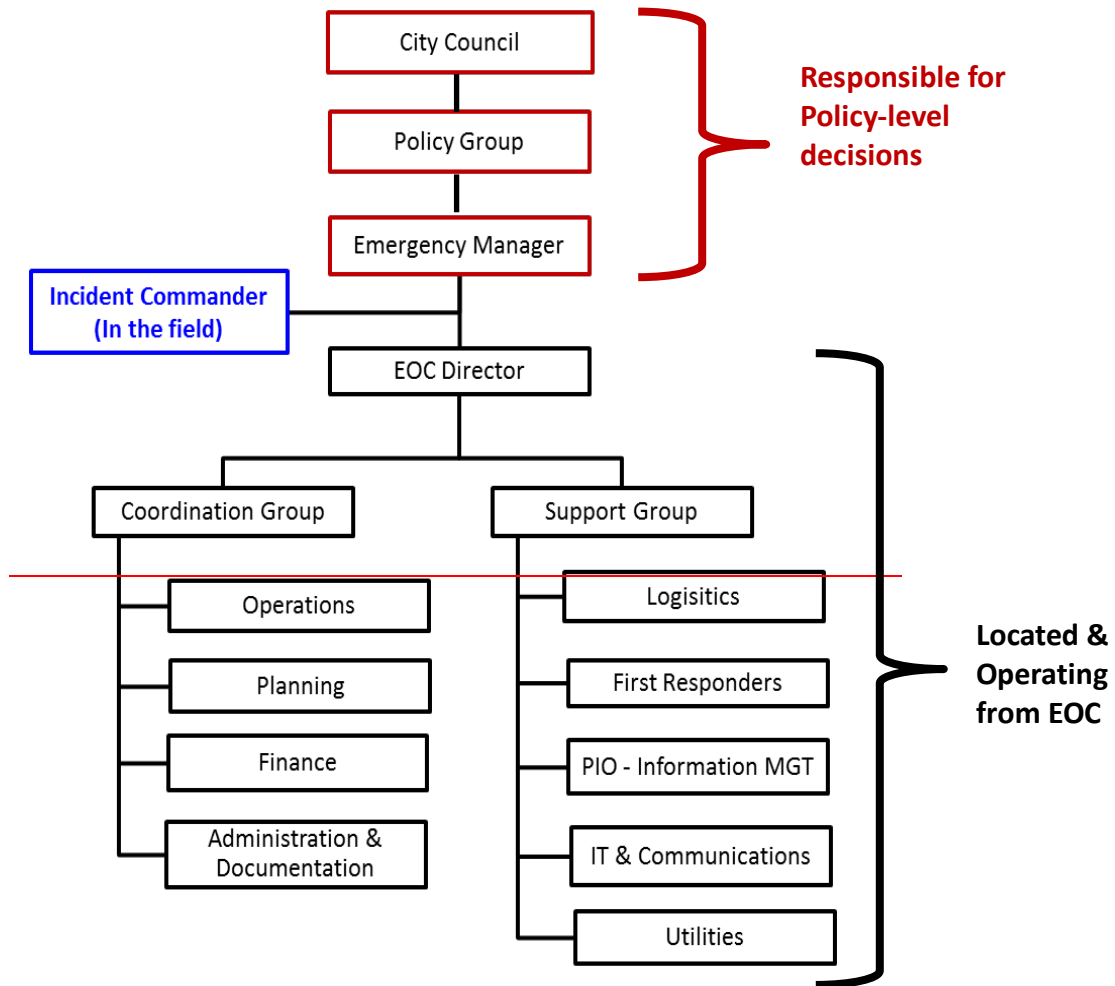 City Council
Responsible for
Policy-level
decisions
Policy Group
Emergency Manager
Incident Commander
(In the field)
EOC Director
Coordination Group
Support Group
Operations
Planning
Finance
Administration &
Documentation
Logisitics
First Responders
PIO - Information MGT
IT & Communications
Utilities
Located &
Operating
from EOC